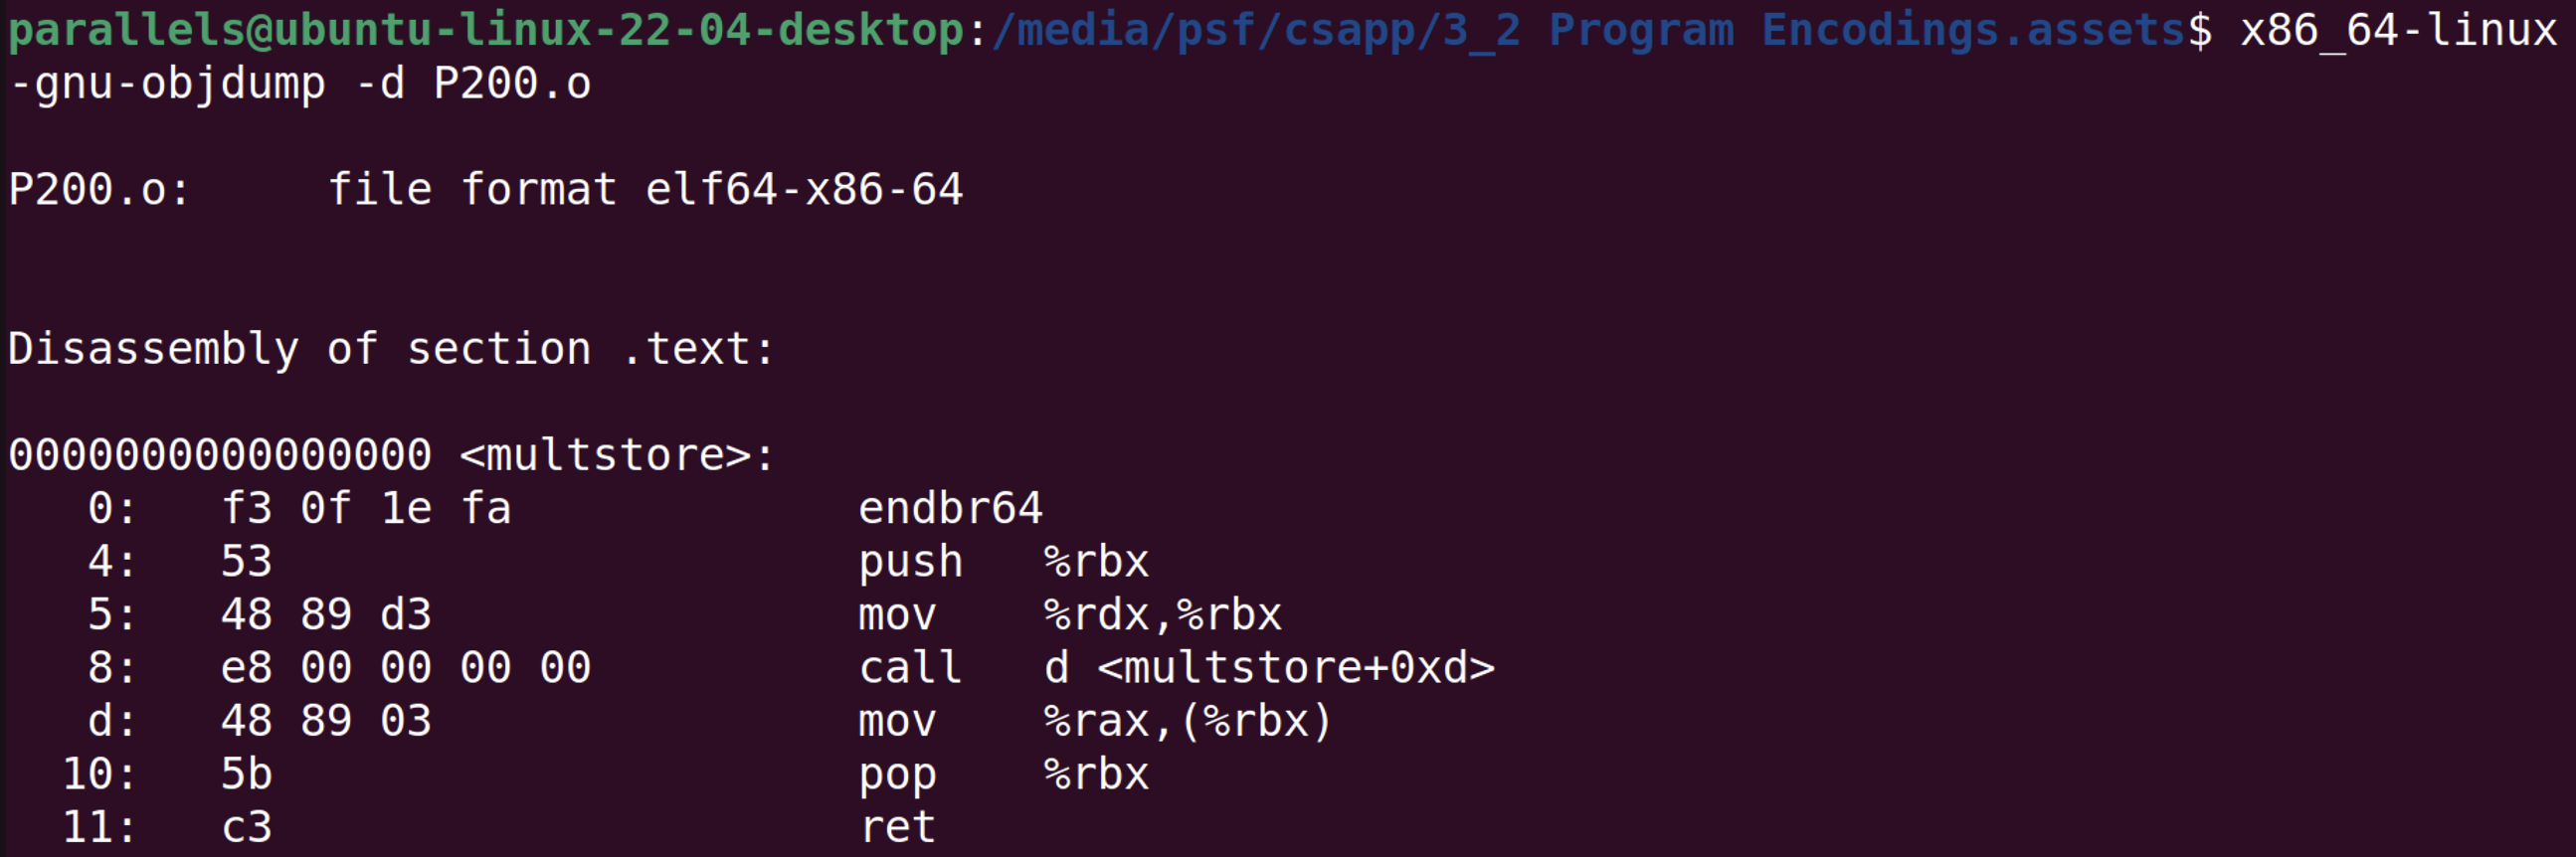 parallels@ubuntu-linux-22-04-desktop:/media/psf/csapp/3_2 Program Encodings.assets$ x86_64-linux
-gnu-objdump -d P200.o
P200.o:     file format elf64-x86-64
Disassembly of section .text:
0000000000000000 <multstore>:
   0:   f3 0f 1e fa             endbr64
   4:   53                      push   %rbx
   5:   48 89 d3                mov    %rdx,%rbx
   8:   e8 00 00 00 00          call   d <multstore+0xd>
   d:   48 89 03                mov    %rax,(%rbx)
  10:   5b                      pop    %rbx
  11:   c3                      ret